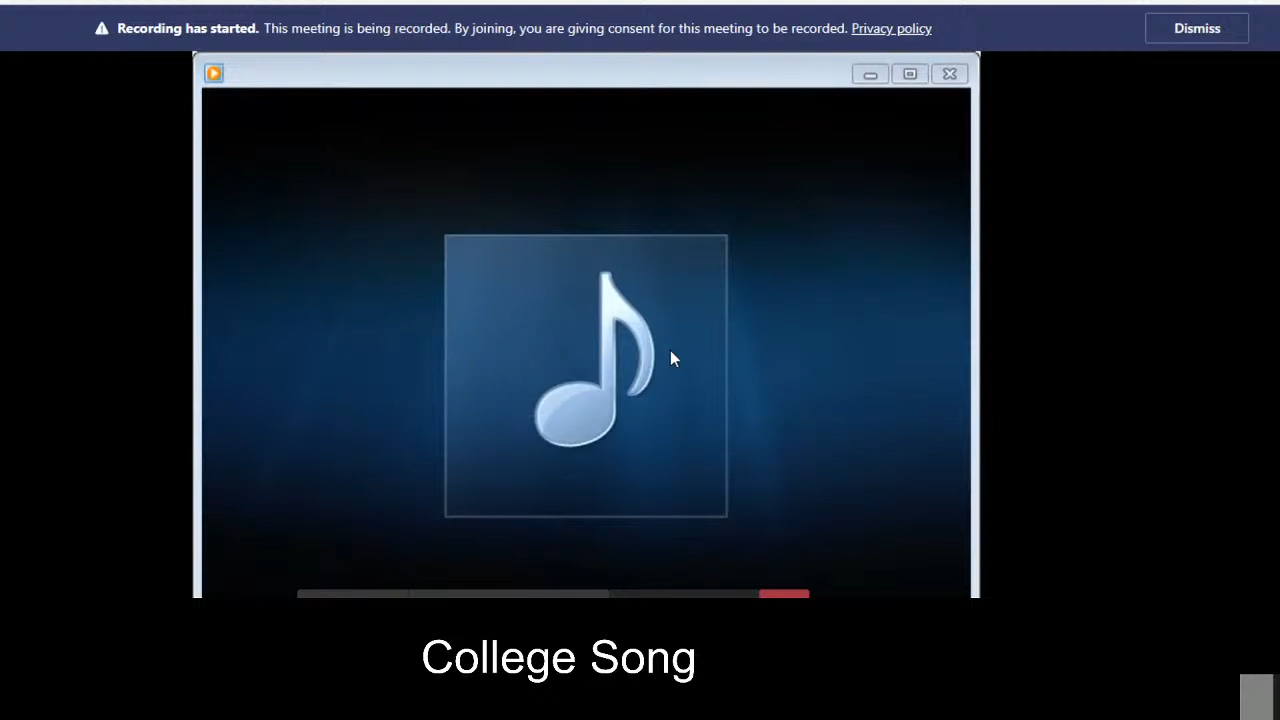 Recording has started. This meeting is being recorded. By joining, you are giving consent for this meeting to be recorded. Privacy policy Dismiss
College Song